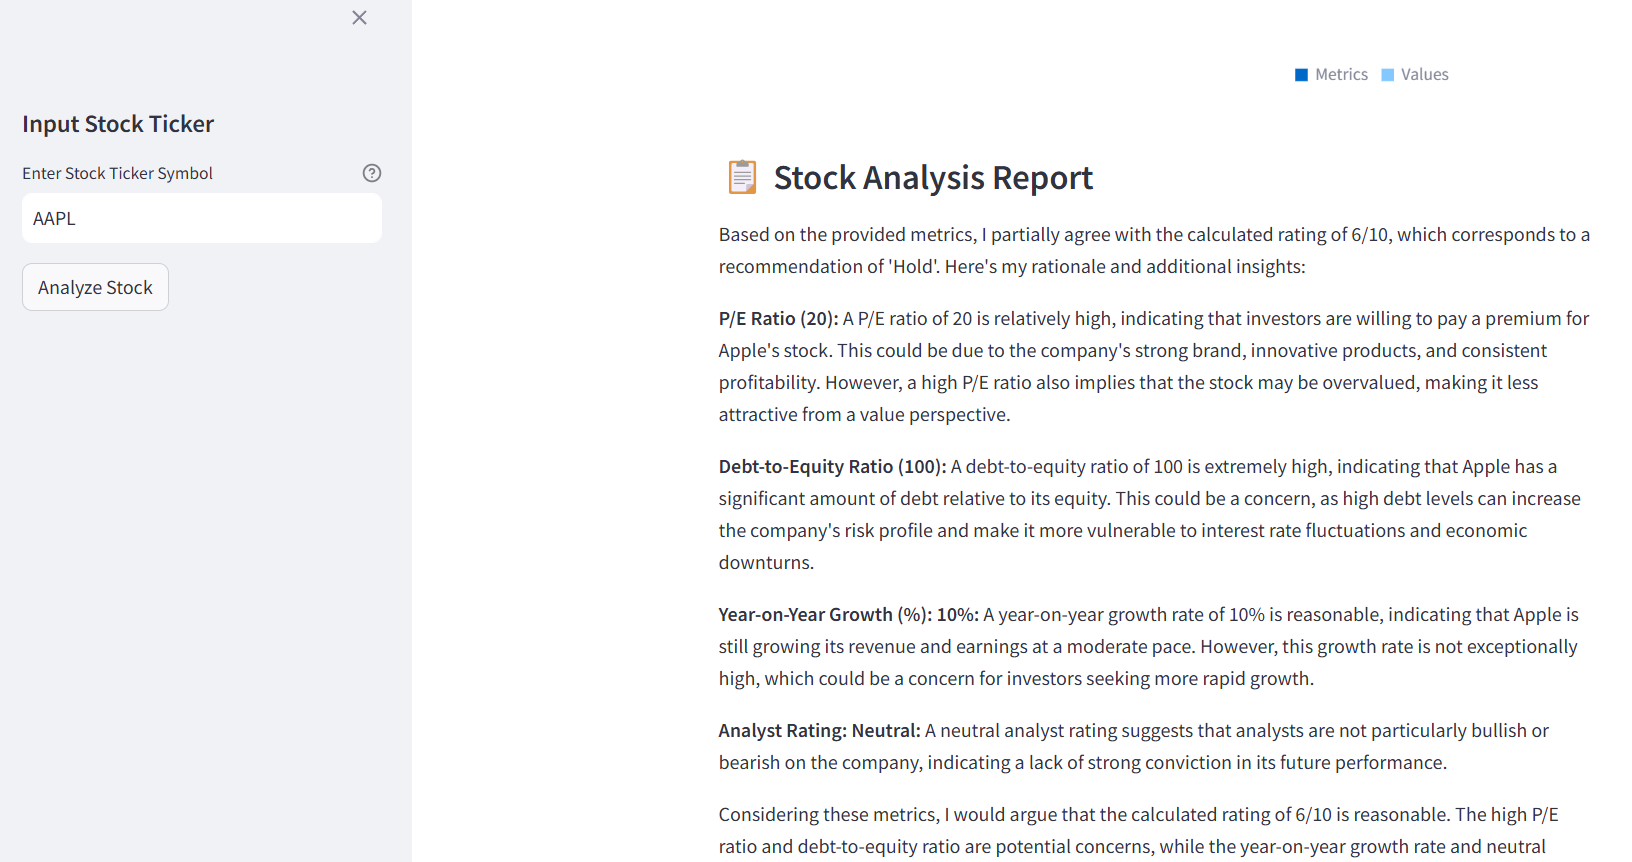 Input Stock Ticker
Enter Stock Ticker Symbol
AAPL
Analyze Stock
Metrics Values
Stock Analysis Report
Based on the provided metrics, I partially agree with the calculated rating of 6/10, which corresponds to a
recommendation of 'Hold'. Here's my rationale and additional insights:
P/E Ratio (20): A P/E ratio of 20 is relatively high, indicating that investors are willing to pay a premium for
Apple's stock. This could be due to the company's strong brand, innovative products, and consistent
profitability. However, a high P/E ratio also implies that the stock may be overvalued, making it less
attractive from a value perspective.
Debt-to-Equity Ratio (100): A debt-to-equity ratio of 100 is extremely high, indicating that Apple has a
significant amount of debt relative to its equity. This could be a concern, as high debt levels can increase
the company's risk profile and make it more vulnerable to interest rate fluctuations and economic
downturns.
Year-on-Year Growth (%): 10%: A year-on-year growth rate of 10% is reasonable, indicating that Apple is
still growing its revenue and earnings at a moderate pace. However, this growth rate is not exceptionally
high, which could be a concern for investors seeking more rapid growth.
Analyst Rating: Neutral: A neutral analyst rating suggests that analysts are not particularly bullish or
bearish on the company, indicating a lack of strong conviction in its future performance.
Considering these metrics, I would argue that the calculated rating of 6/10 is reasonable. The high P/E
ratio and debt-to-equity ratio are potential concerns, while the year-on-year growth rate and neutral